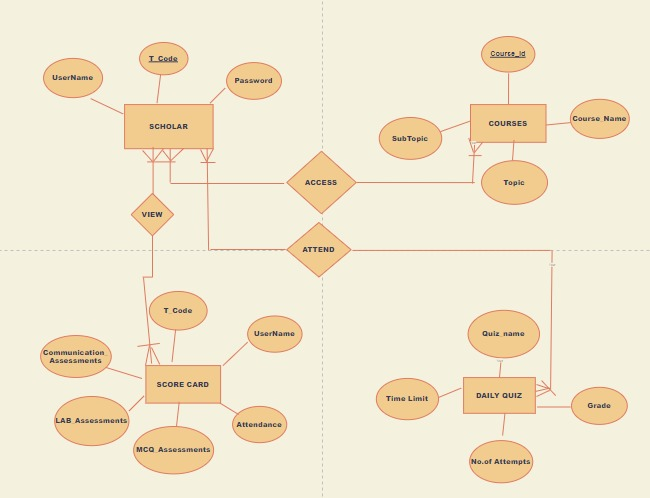 T_Code
Course_id
UserName
Password
SCHOLAR
COURSES
Course_Name
SubTopic
ACCESS
Topic
VIEW
ATTEND
T_Code
UserName
Quiz_name
Communication
Assessments
SCORE CARD
DAILY QUIZ
Time Limit
Grade
LAB_Assessments
Attendance
MCQ_Assessments
No.of Attempts